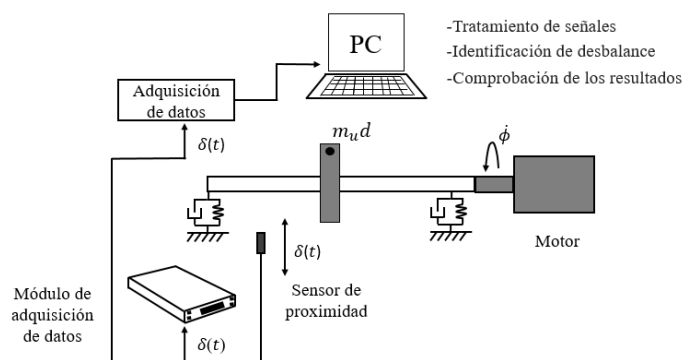 PC
-Tratamiento de señales
-Identificación de desbalance
-Comprobación de los resultados
Adquisición
de datos
δ(t)
m_u d
ϕ̇
Motor
δ(t)
Sensor de
proximidad
Módulo de
adquisición
de datos
δ(t)